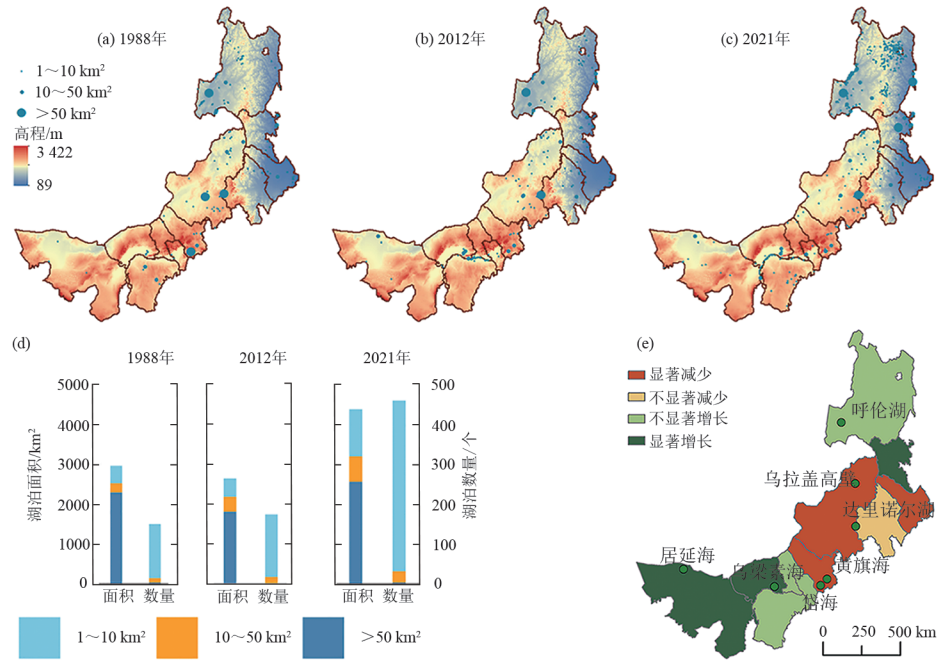 (a) 1988年
(b) 2012年
(c) 2021年
1～10 km²
10～50 km²
＞50 km²
高程/m
3 422
89
(d)
1988年
2012年
2021年
湖泊面积/km²
5000
4000
3000
2000
1000
0
500
400
300
200
100
0
湖泊数量/个
面积 数量
面积 数量
面积 数量
1～10 km²
10～50 km²
＞50 km²
(e)
显著减少
不显著减少
不显著增长
显著增长
呼伦湖
乌拉盖高壁
达里诺尔湖
居延海
乌梁素海
黄旗海
岱海
0 250 500 km